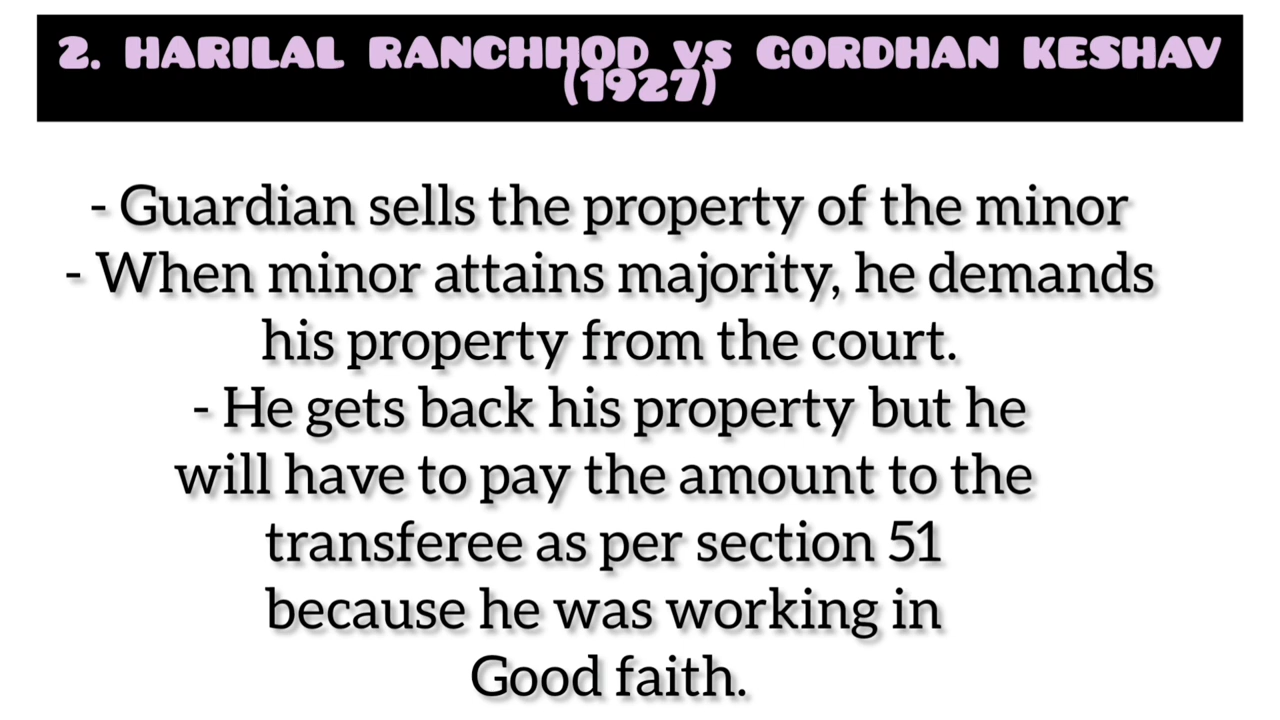 2. HARILAL RANCHHOD vs GORDHAN KESHAV
(1927)
- Guardian sells the property of the minor
- When minor attains majority, he demands
his property from the court.
- He gets back his property but he
will have to pay the amount to the
transferee as per section 51
because he was working in
Good faith.